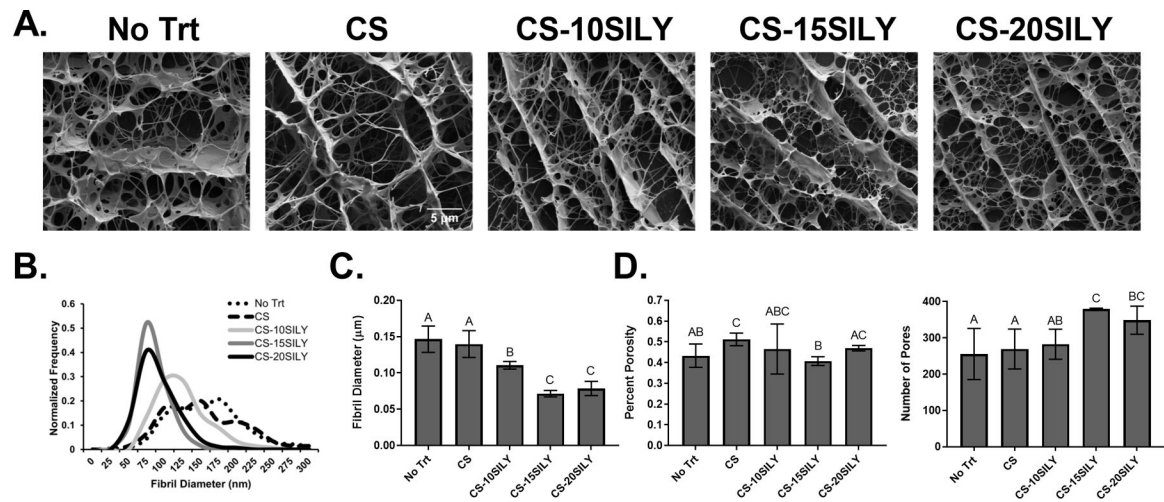 A.
No Trt
CS
CS-10SILY
CS-15SILY
CS-20SILY
5 μm
B.
Normalized Frequency
0.6
0.5
0.4
0.3
0.2
0.1
0
0 25 50 75 100 125 150 175 200 225 250 275 300
Fibril Diameter (nm)
No Trt
CS
CS-10SILY
CS-15SILY
CS-20SILY
C.
Fibril Diameter (μm)
0.20
0.15
0.10
0.05
0.00
A A B C C
No Trt
CS
CS-10SILY
CS-15SILY
CS-20SILY
D.
Percent Porosity
0.7
0.6
0.5
0.4
0.3
0.2
0.1
0.0
AB C ABC B AC
No Trt
CS
CS-10SILY
CS-15SILY
CS-20SILY
Number of Pores
400
300
200
100
0
A A AB C BC
No Trt
CS
CS-10SILY
CS-15SILY
CS-20SILY